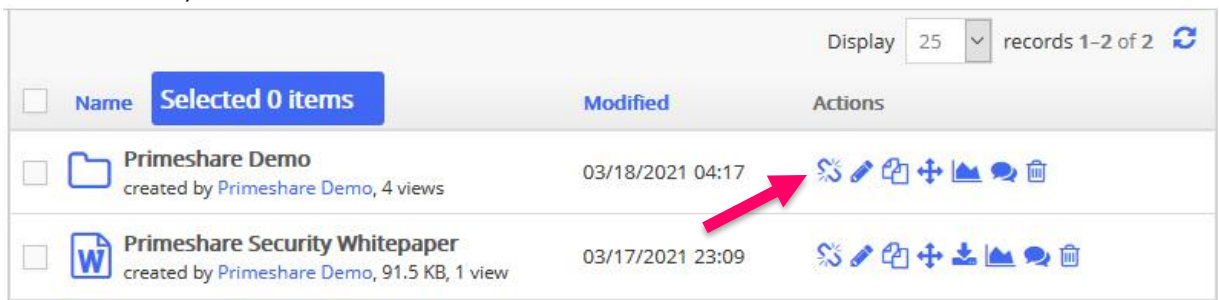 Display 25 records 1–2 of 2
Name Selected 0 items Modified Actions
Primeshare Demo
created by Primeshare Demo, 4 views 03/18/2021 04:17
W Primeshare Security Whitepaper
created by Primeshare Demo, 91.5 KB, 1 view 03/17/2021 23:09